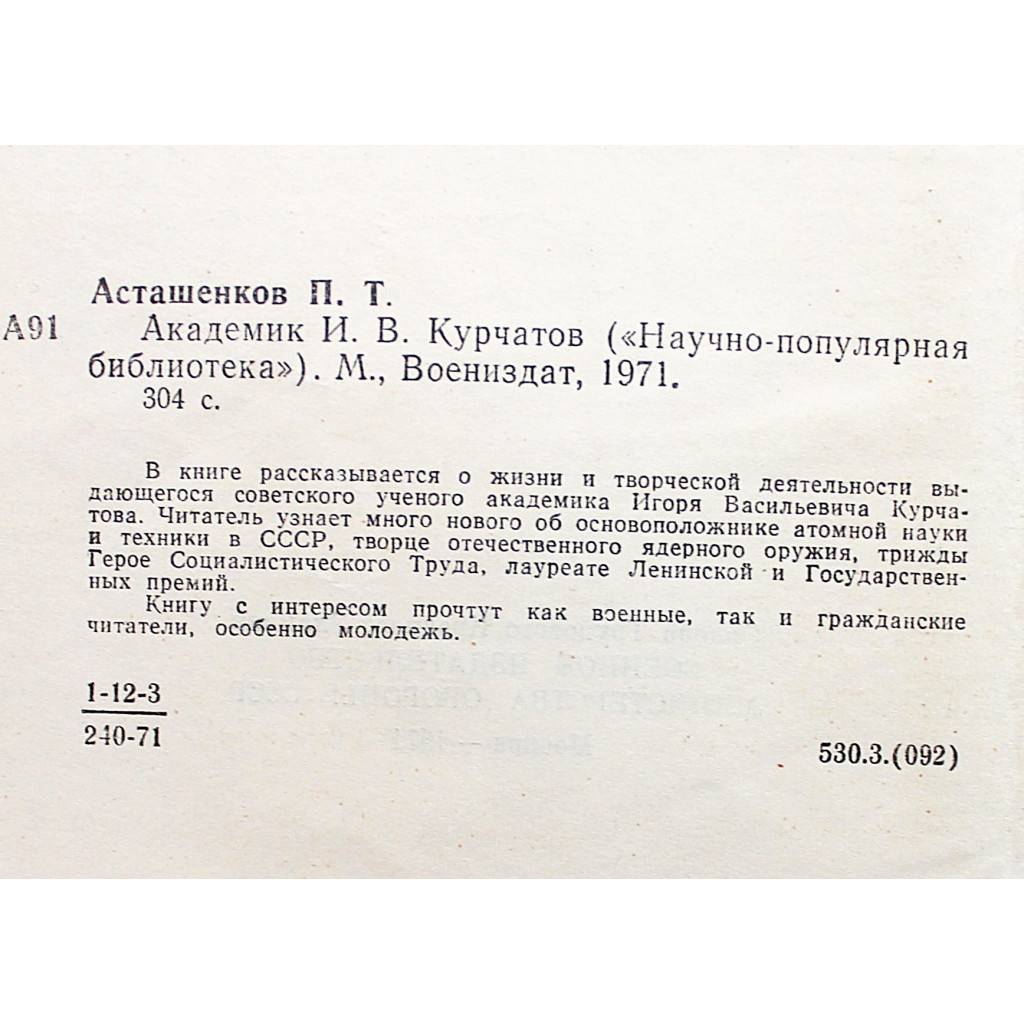 Асташенков П. Т.
А91 Академик И. В. Курчатов («Научно-популярная
библиотека»). М., Воениздат, 1971.
304 с.
В книге рассказывается о жизни и творческой деятельности вы-
дающегося советского ученого академика Игоря Васильевича Курча-
това. Читатель узнает много нового об основоположнике атомной науки
и техники в СССР, творце отечественного ядерного оружия, трижды
Герое Социалистического Труда, лауреате Ленинской и Государствен-
ных премий.
Книгу с интересом прочтут как военные, так и гражданские
читатели, особенно молодежь.
1-12-3
240-71
530.3.(092)